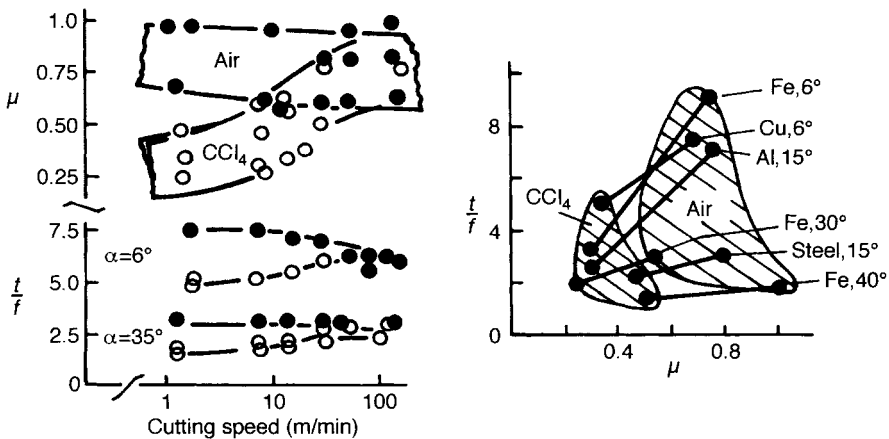 1.0
0.75
0.50
0.25
μ
Air
CCl₄
7.5
5.0
2.5
0
t/f
α=6°
α=35°
1 10 100
Cutting speed (m/min)
8
4
0
t/f
CCl₄
Air
Fe,6°
Cu,6°
Al,15°
Fe,30°
Steel,15°
Fe,40°
0.4 0.8
μ